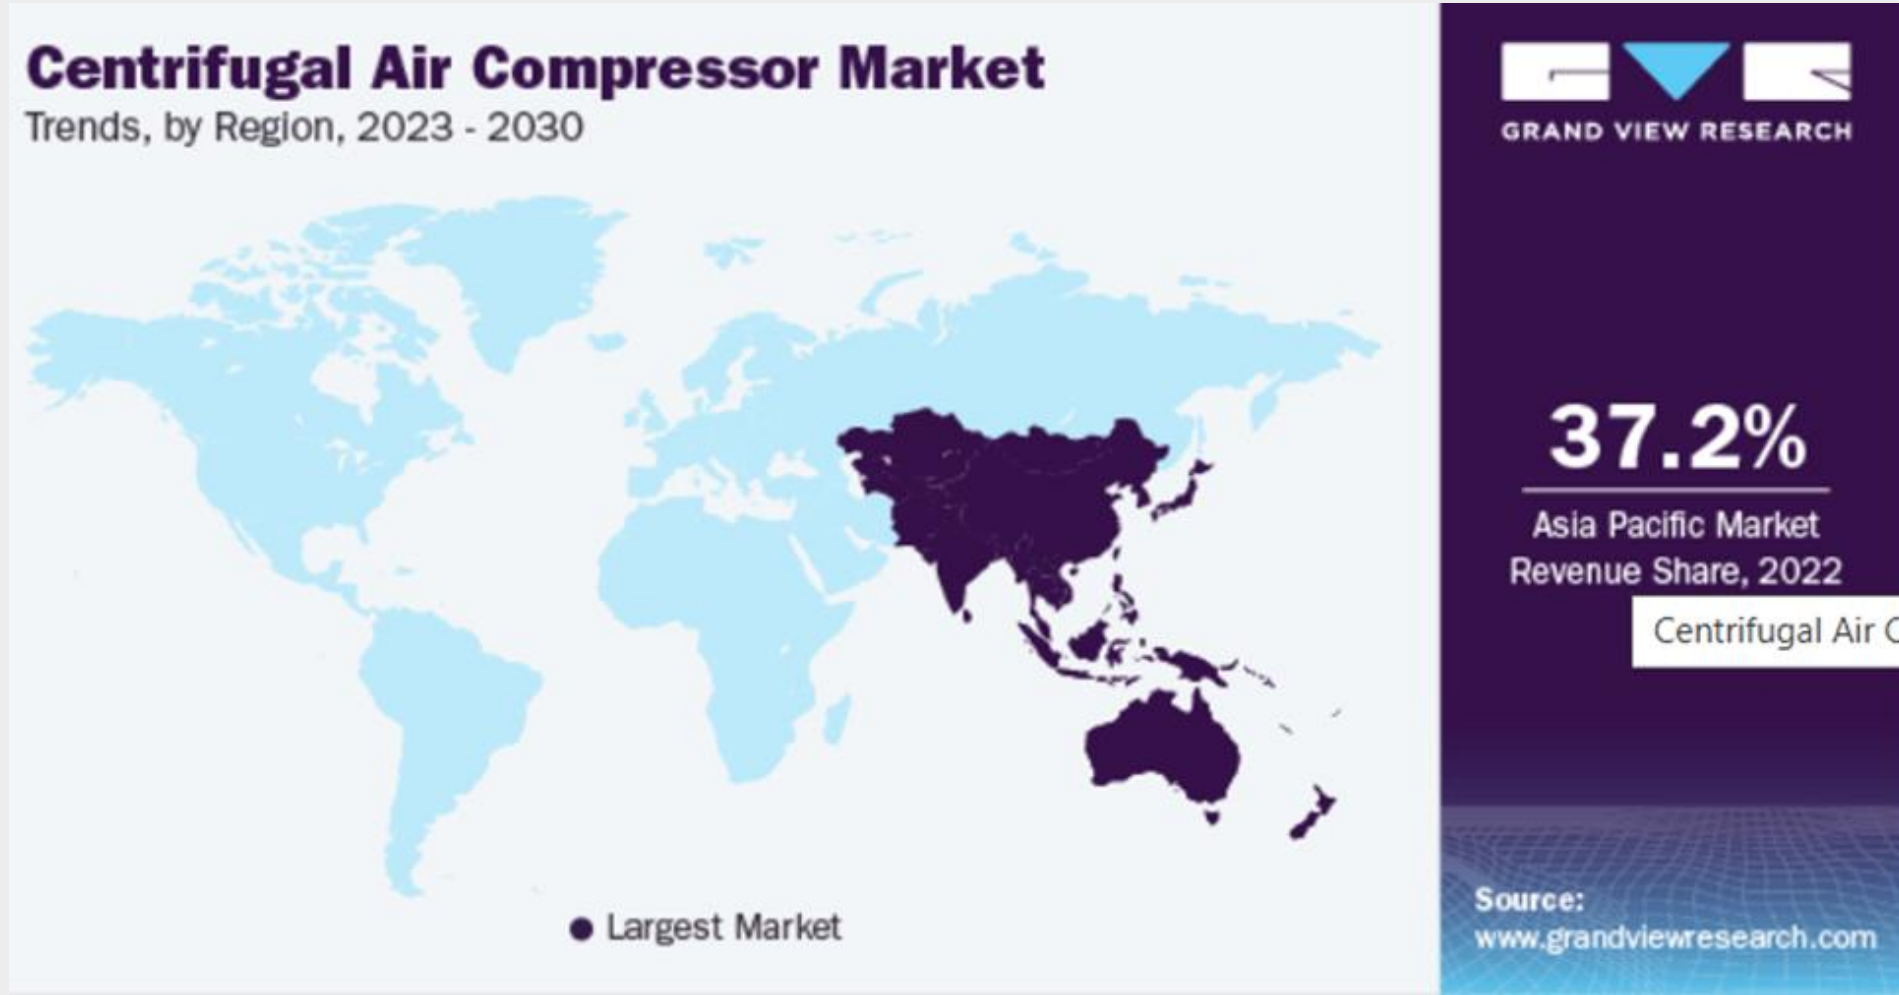 Centrifugal Air Compressor Market
Trends, by Region, 2023 - 2030
GRAND VIEW RESEARCH
37.2%
Asia Pacific Market
Revenue Share, 2022
Centrifugal Air
Largest Market
Source:
www.grandviewresearch.com